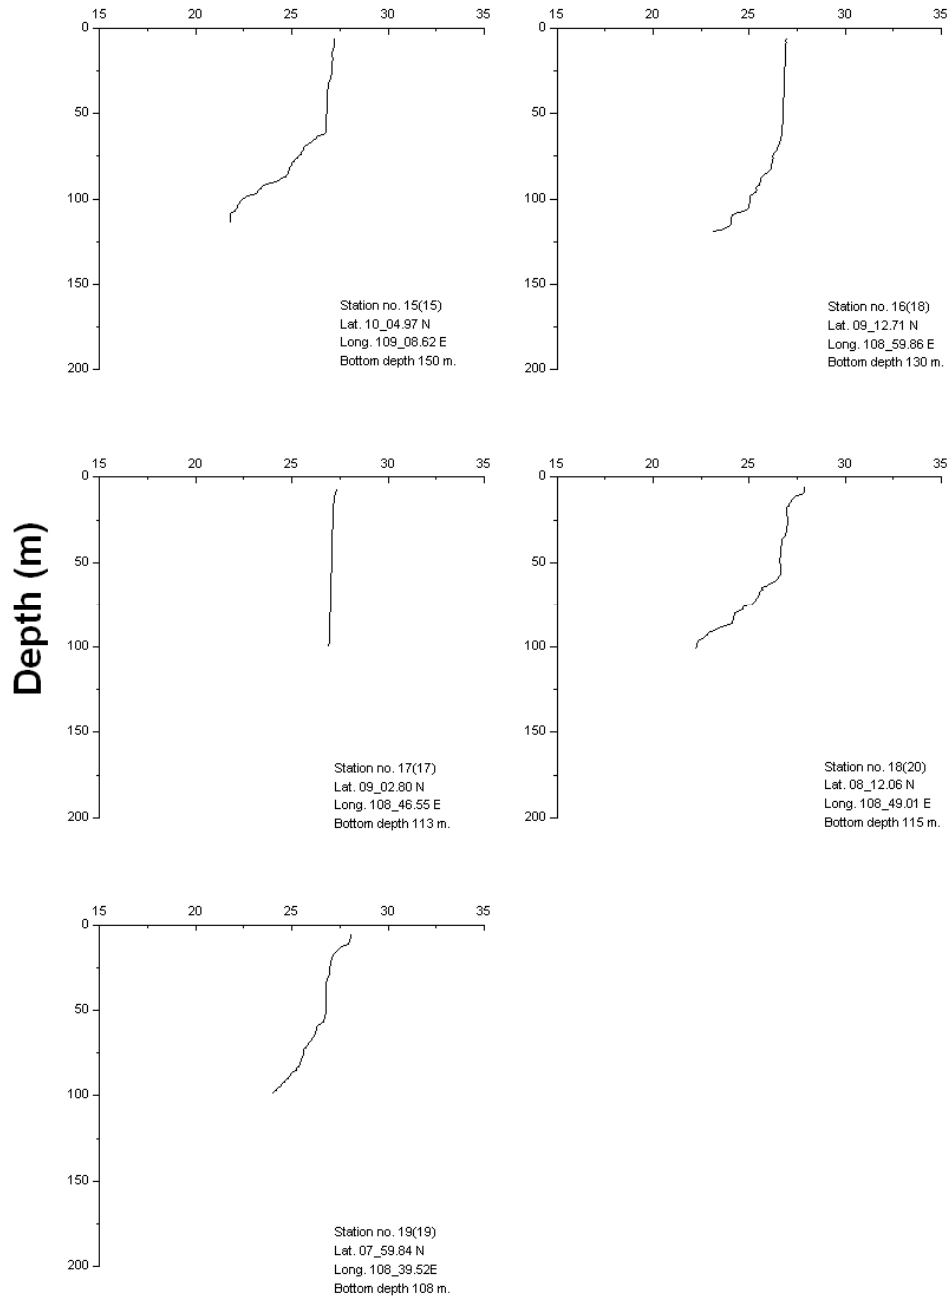 15 20 25 30 35
0
50
100
150
200
Station no. 15(15)
Lat. 10_04.97 N
Long. 109_08.62 E
Bottom depth 150 m.
15 20 25 30 35
0
50
100
150
200
Station no. 16(18)
Lat. 09_12.71 N
Long. 108_59.86 E
Bottom depth 130 m.
Depth (m)
15 20 25 30 35
0
50
100
150
200
Station no. 17(17)
Lat. 09_02.80 N
Long. 108_46.55 E
Bottom depth 113 m.
15 20 25 30 35
0
50
100
150
200
Station no. 18(20)
Lat. 08_12.06 N
Long. 108_49.01 E
Bottom depth 115 m.
15 20 25 30 35
0
50
100
150
200
Station no. 19(19)
Lat. 07_59.84 N
Long. 108_39.52E
Bottom depth 108 m.